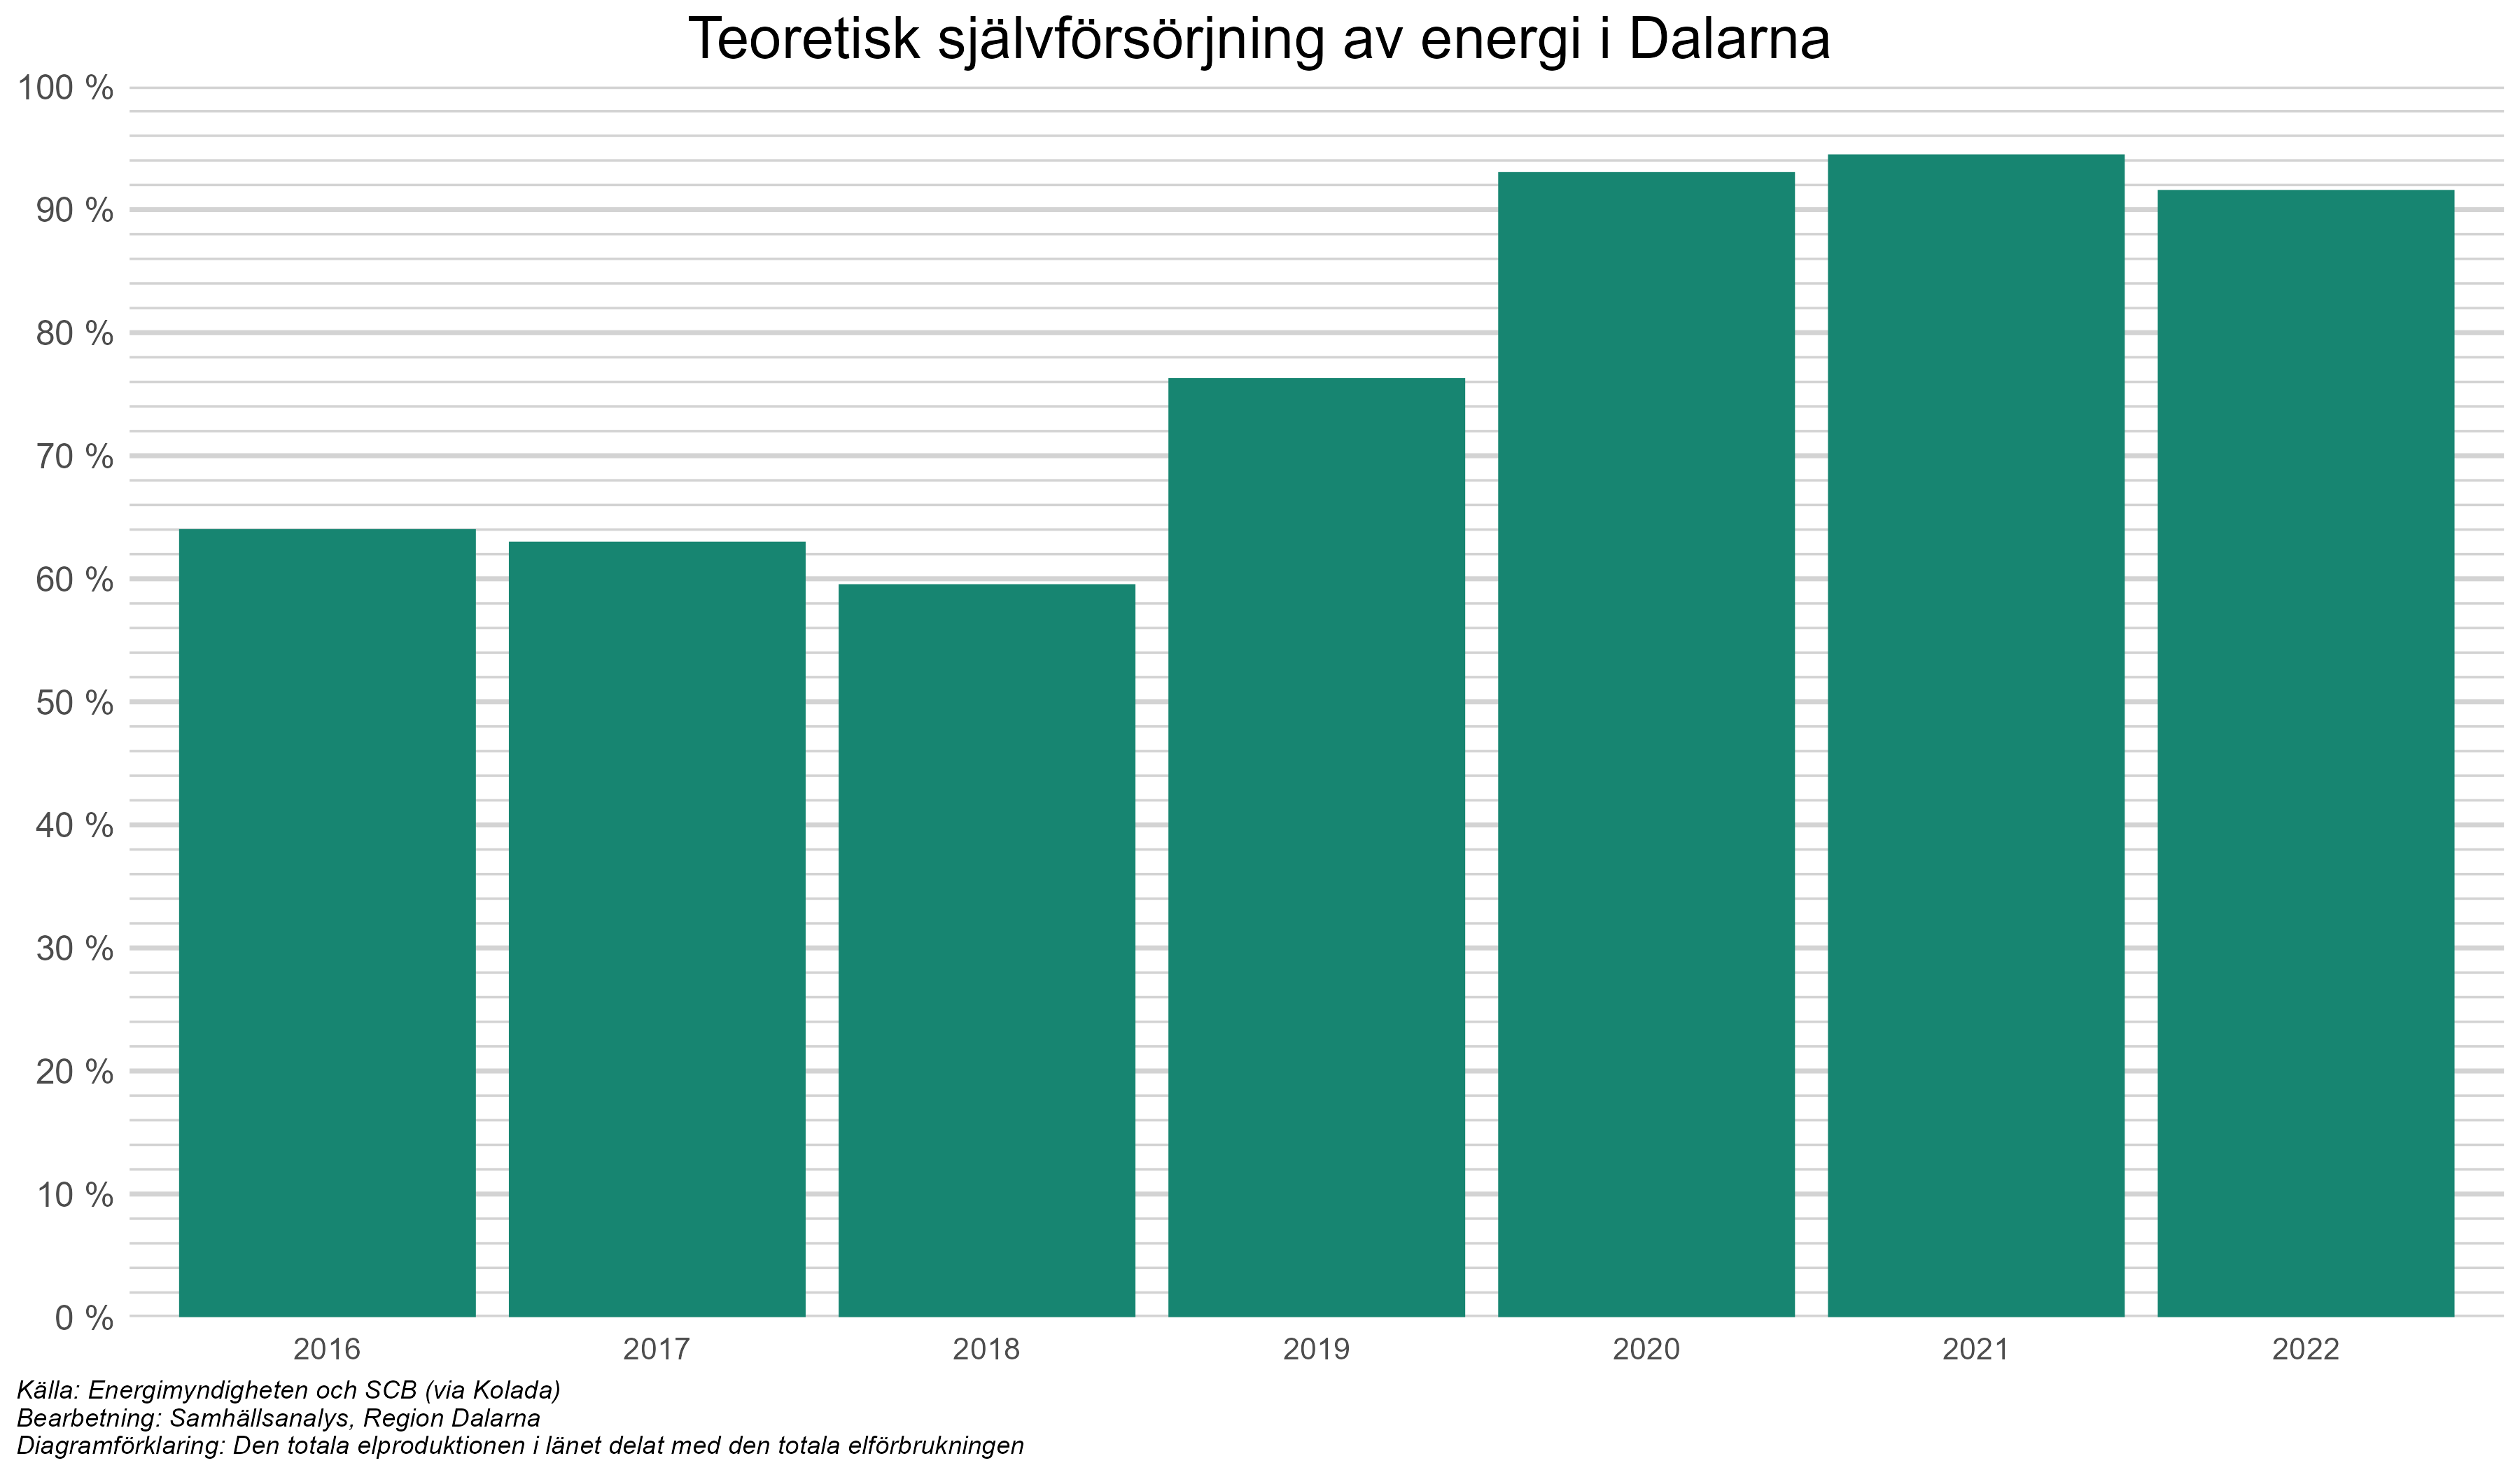 Teoretisk självförsörjning av energi i Dalarna
100 %
90 %
80 %
70 %
60 %
50 %
40 %
30 %
20 %
10 %
0 %
2016 2017 2018 2019 2020 2021 2022
Källa: Energimyndigheten och SCB (via Kolada)
Bearbetning: Samhällsanalys, Region Dalarna
Diagramförklaring: Den totala elproduktionen i länet delat med den totala elförbrukningen